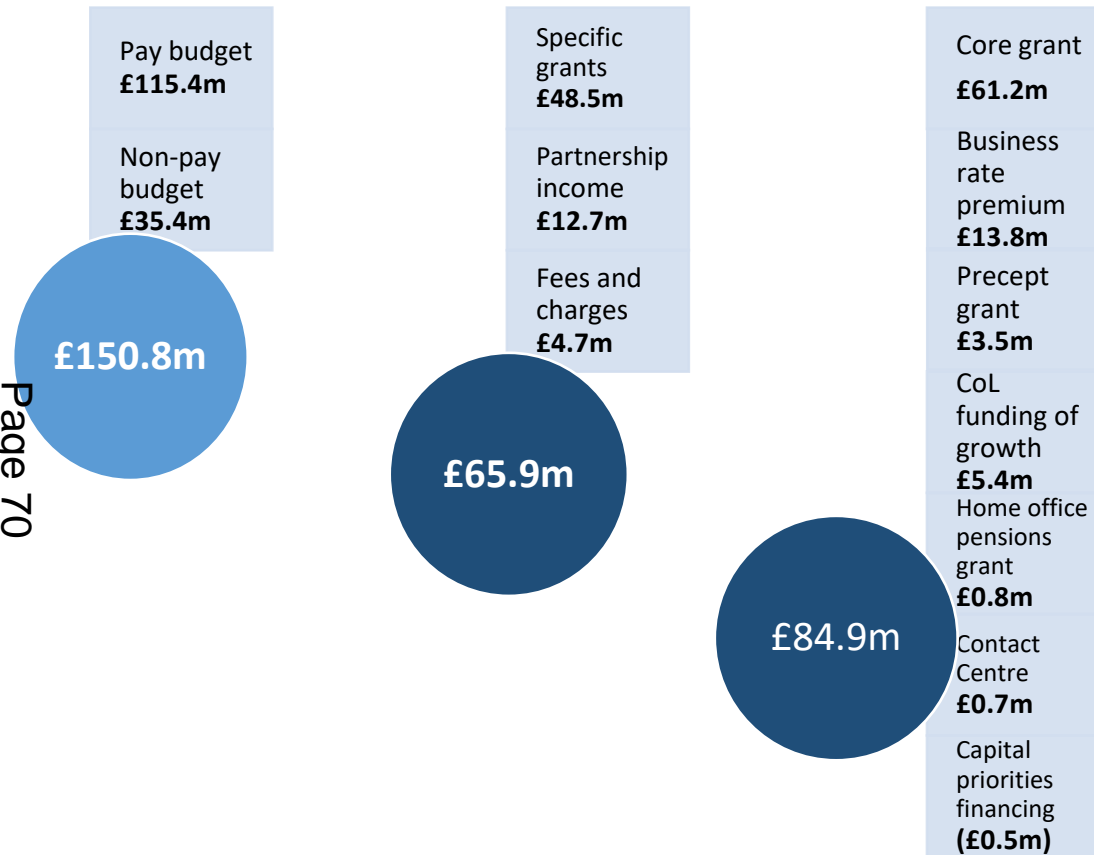 Pay budget
£115.4m
Non-pay
budget
£35.4m
£150.8m
Specific
grants
£48.5m
Partnership
income
£12.7m
Fees and
charges
£4.7m
£65.9m
Core grant
£61.2m
Business
rate
premium
£13.8m
Precept
grant
£3.5m
CoL
funding of
growth
£5.4m
Home office
pensions
grant
£0.8m
Contact
Centre
£0.7m
Capital
priorities
financing
(£0.5m)
£84.9m
Page 70